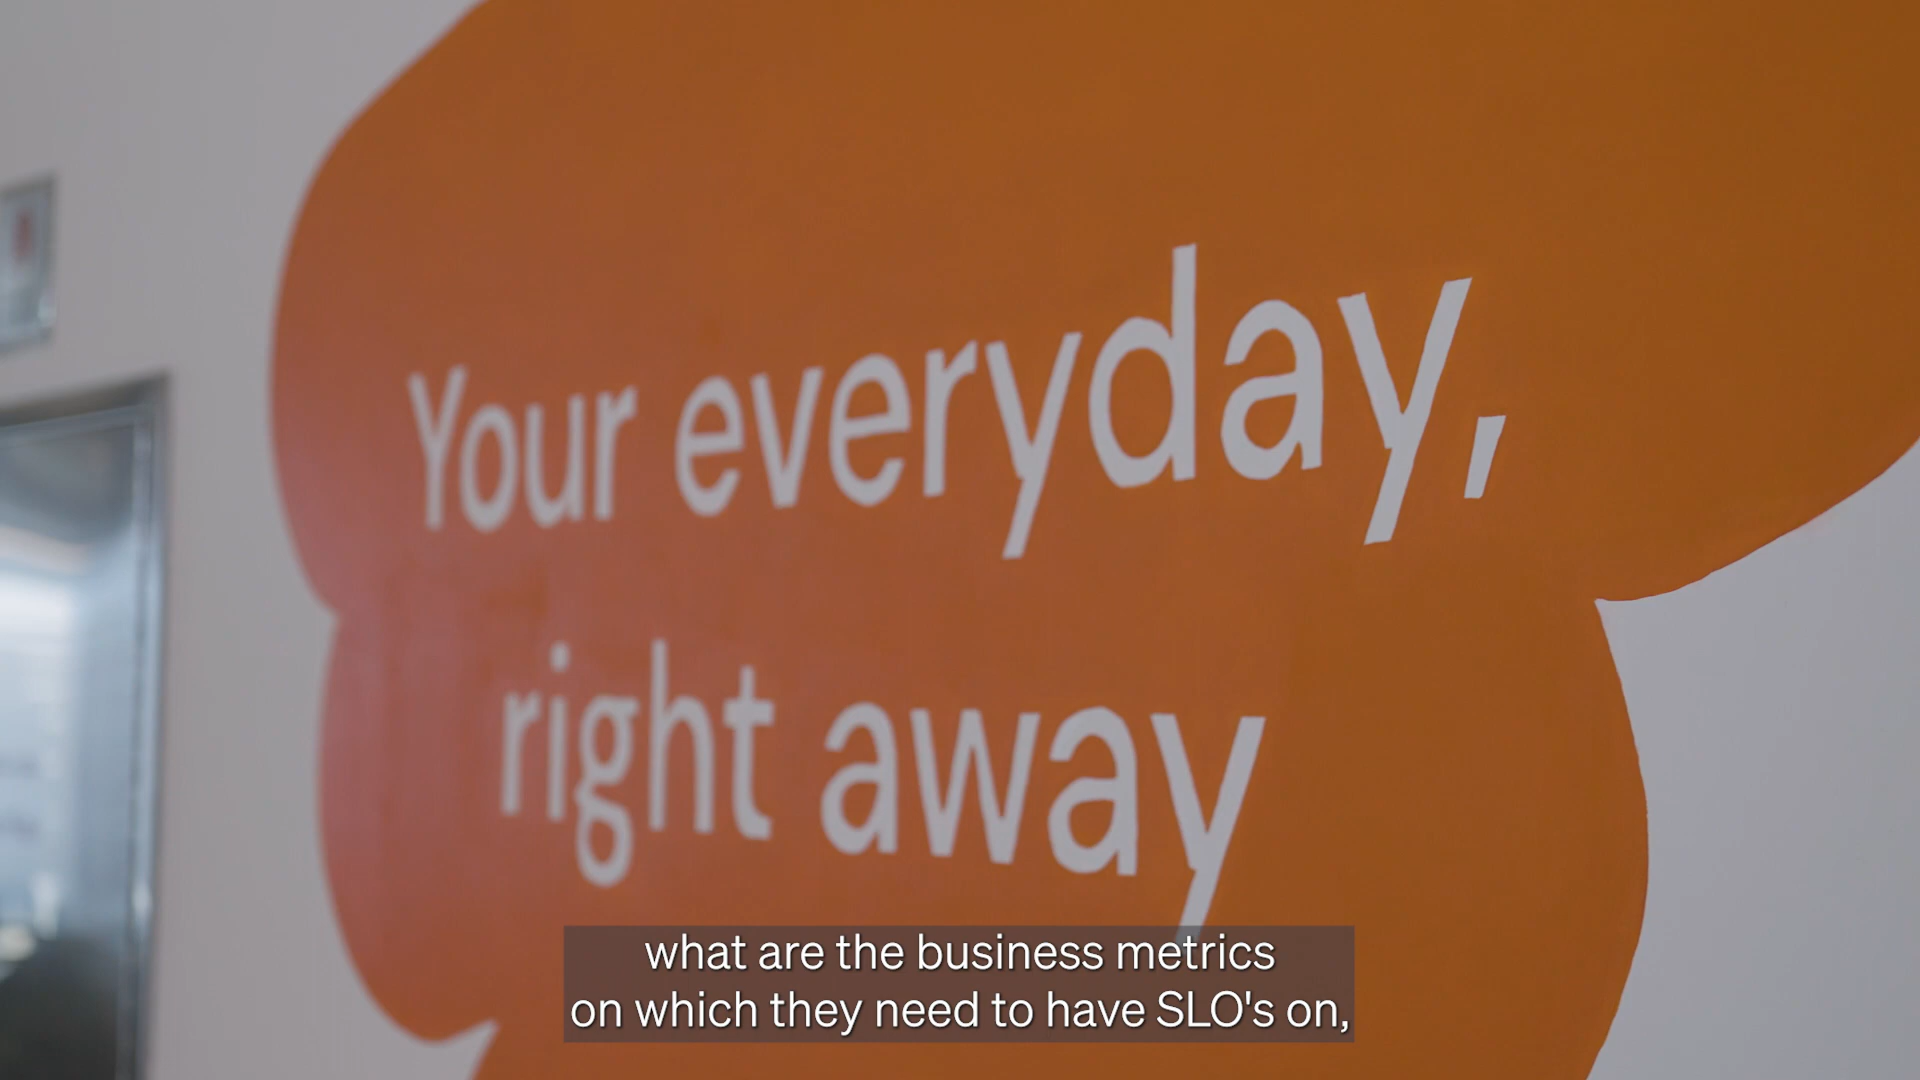 Your everyday,
right away
what are the business metrics
on which they need to have SLO's on,